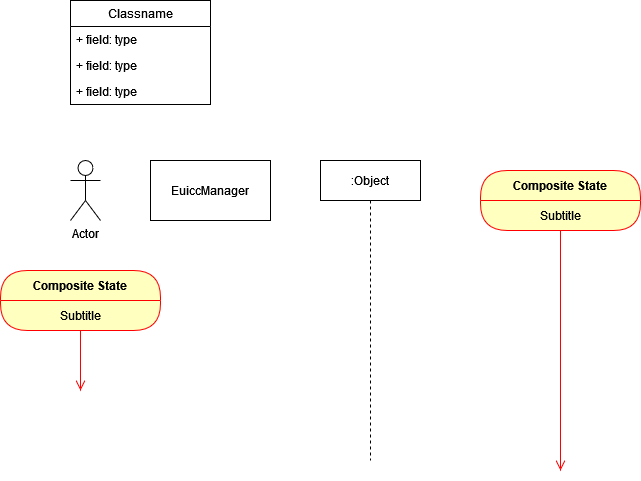 Classname
+ field: type
+ field: type
+ field: type
Actor
EuiccManager
:Object
Composite State
Subtitle
Composite State
Subtitle